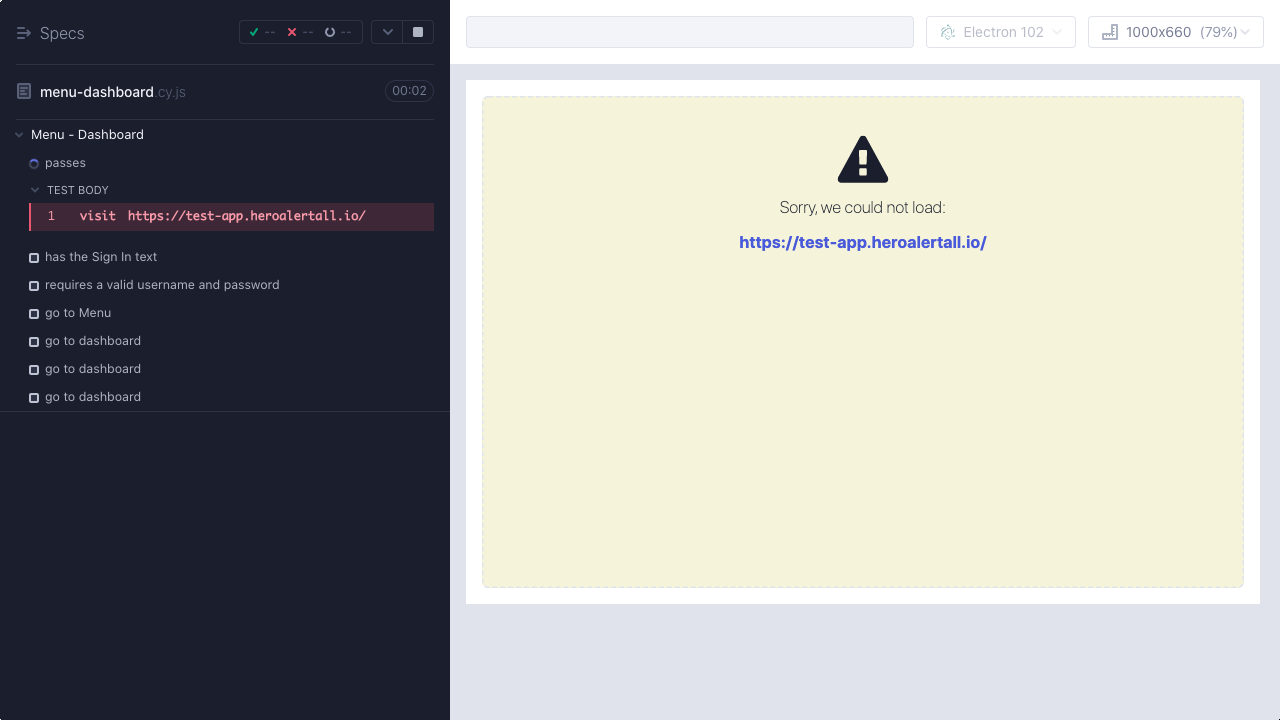 Specs
-- -- --
menu-dashboard.cy.js 00:02
Menu - Dashboard
passes
TEST BODY
1 visit https://test-app.heroalertall.io/
has the Sign In text
requires a valid username and password
go to Menu
go to dashboard
go to dashboard
go to dashboard
Electron 102
1000x660 (79%)
Sorry, we could not load:
https://test-app.heroalertall.io/